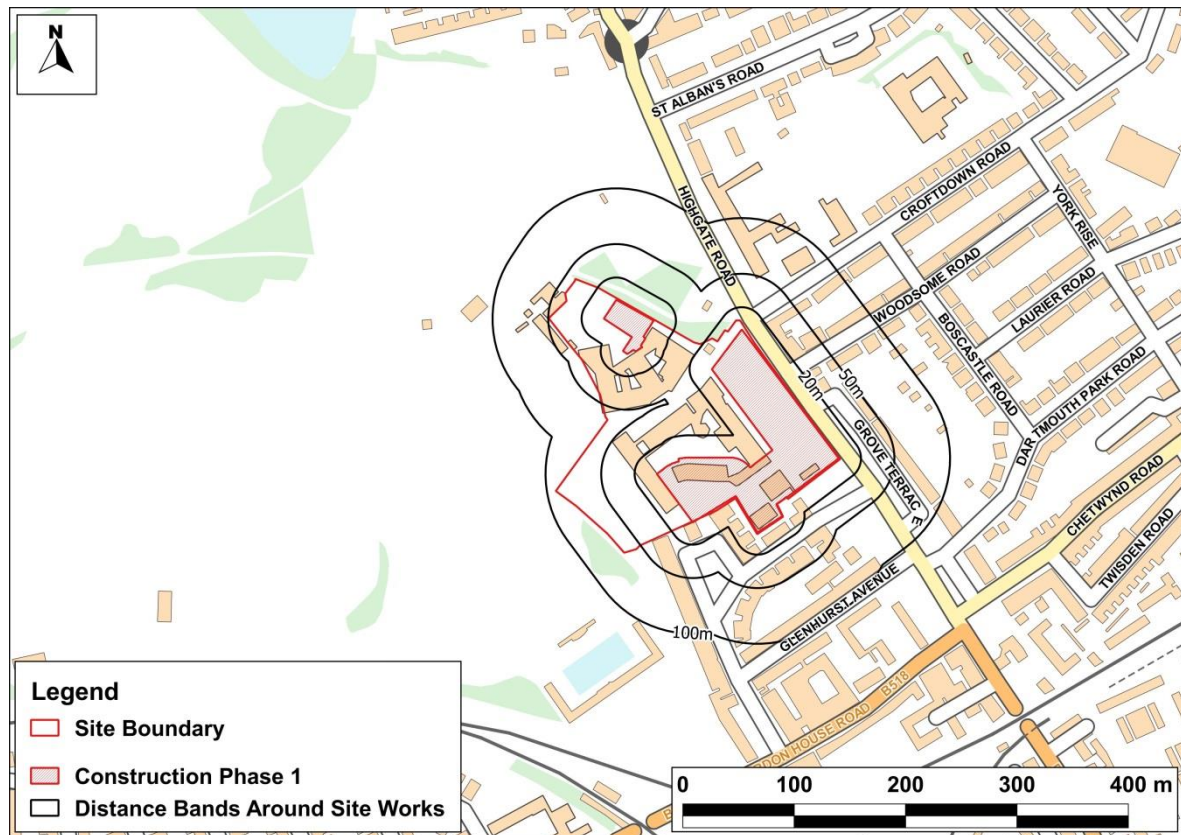 N
ST ALBAN'S ROAD
HIGHGATE ROAD
CROFTDOWN ROAD
YORK RISE
WOODSOME ROAD
LAURIER ROAD
BOSCASTLE ROAD
DARTMOUTH PARK ROAD
20m
50m
GROVE TERRACE
CHETWYND ROAD
TWISDEN ROAD
GLENHURST AVENUE
100m
B518
RDON HOUSE ROAD
Legend
Site Boundary
Construction Phase 1
Distance Bands Around Site Works
0 100 200 300 400 m